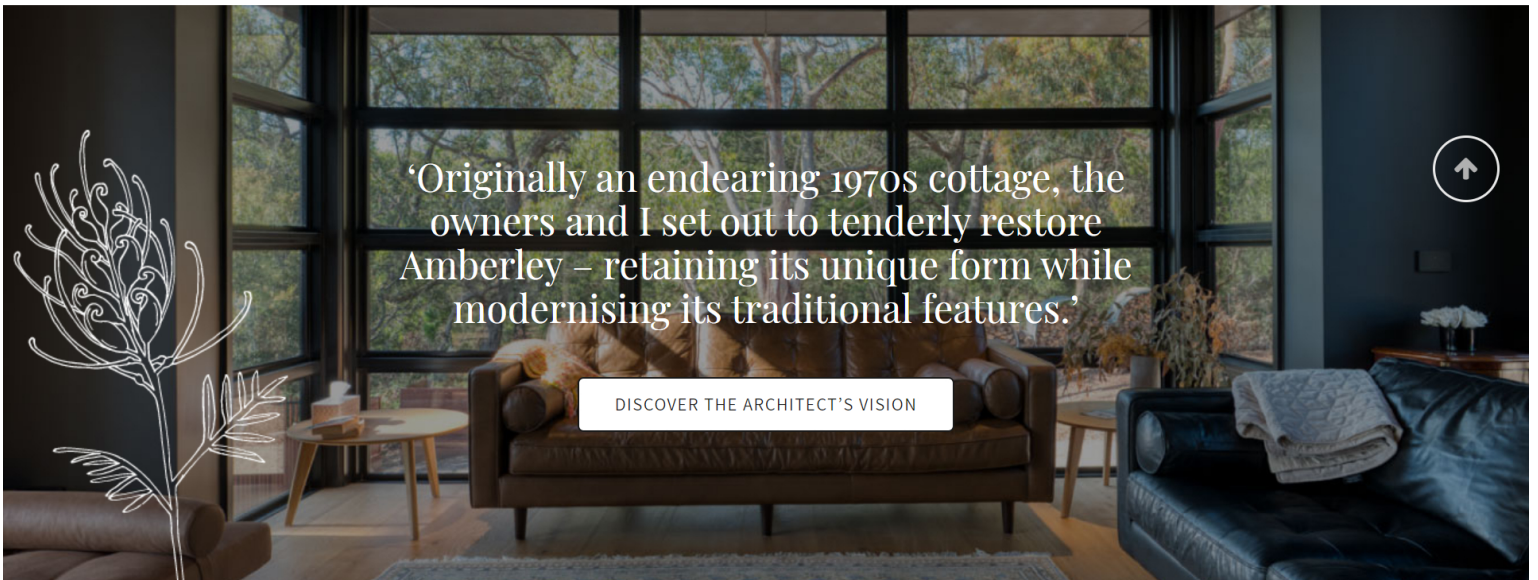 ‘Originally an endearing 1970s cottage, the
owners and I set out to tenderly restore
Amberley – retaining its unique form while
modernising its traditional features.’
DISCOVER THE ARCHITECT’S VISION